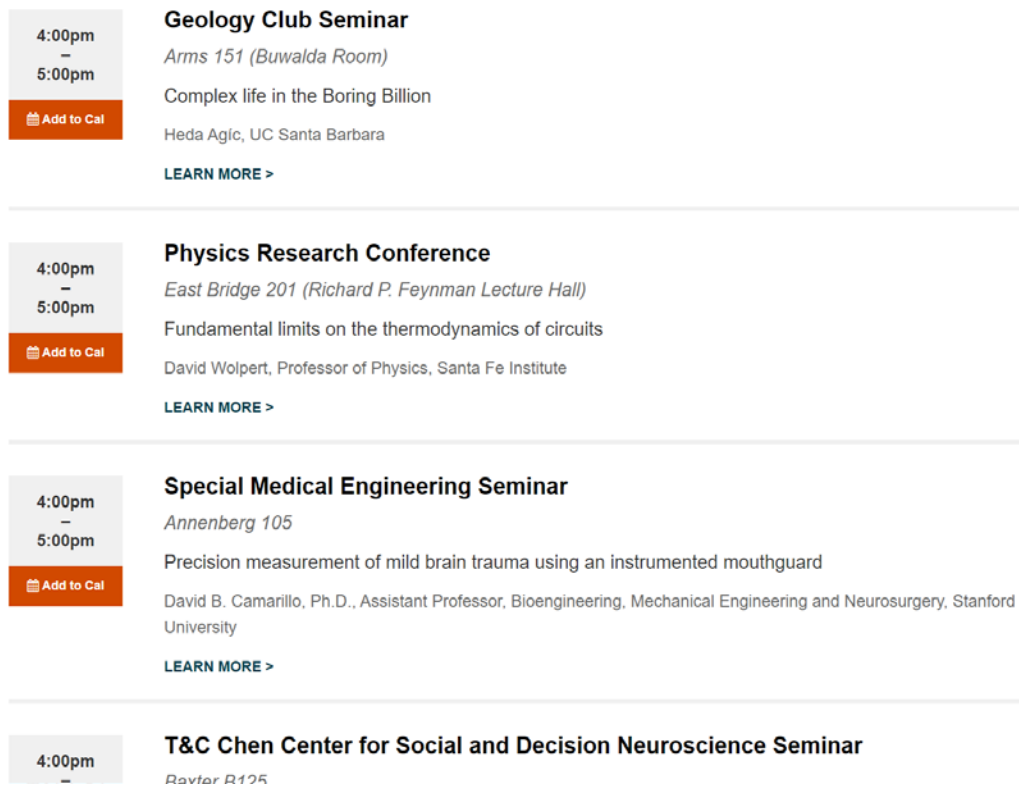 4:00pm
–
5:00pm
Add to Cal
Geology Club Seminar
Arms 151 (Buwalda Room)
Complex life in the Boring Billion
Heda Agíc, UC Santa Barbara
LEARN MORE >
4:00pm
–
5:00pm
Add to Cal
Physics Research Conference
East Bridge 201 (Richard P. Feynman Lecture Hall)
Fundamental limits on the thermodynamics of circuits
David Wolpert, Professor of Physics, Santa Fe Institute
LEARN MORE >
4:00pm
–
5:00pm
Add to Cal
Special Medical Engineering Seminar
Annenberg 105
Precision measurement of mild brain trauma using an instrumented mouthguard
David B. Camarillo, Ph.D., Assistant Professor, Bioengineering, Mechanical Engineering and Neurosurgery, Stanford
University
LEARN MORE >
4:00pm
–
T&C Chen Center for Social and Decision Neuroscience Seminar
Baxter B125